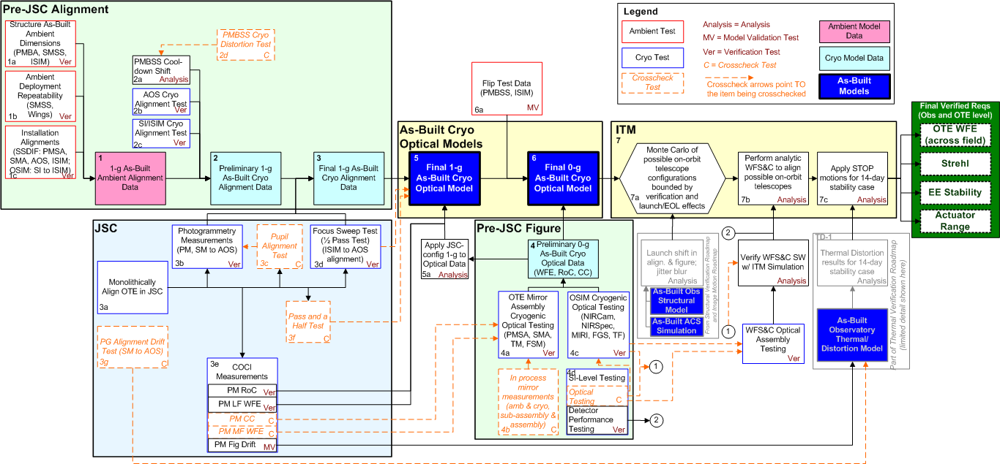 Pre-JSC Alignment
Structure As-Built
Ambient
Dimensions
(PMBA, SMSS,
ISIM)
1a
Ver
Ambient
Deployment
Repeatability
(SMSS,
Wings)
1b
Ver
Installation
Alignments
(SSDIF: PMSA,
SMA, AOS, ISIM;
OSIM: SI to ISIM)
1c
Ver
PMBSS Cryo
Distortion Test
2d
C
PMBSS Cool-
down Shift
2a
Analysis
AOS Cryo
Alignment Test
2b
Ver
SI/ISIM Cryo
Alignment Test
2c
Ver
1
1-g As-Built
Ambient Alignment
Data
2
Preliminary 1-g
As-Built Cryo
Alignment Data
3
Final 1-g As-Built
Cryo Alignment
Data
Flip Test Data
(PMBSS, ISIM)
6a
MV
As-Built Cryo
Optical Models
5
Final 1-g
As-Built Cryo
Optical Model
6
Final 0-g
As-Built Cryo
Optical Model
Legend
Ambient Test
Cryo Test
Crosscheck
Test
Analysis = Analysis
MV = Model Validation Test
Ver = Verification Test
C = Crosscheck Test
Crosscheck arrows point TO
the item being crosschecked
Ambient Model
Data
Cryo Model Data
As-Built
Models
ITM
7
Monte Carlo of
possible on-orbit
telescope
configurations
bounded by
verification and
launch/EOL effects
7a
Perform analytic
WFS&C to align
possible on-orbit
telescopes
7b
Analysis
Apply STOP
motions for 14-day
stability case
7c
Analysis
Final Verified Reqs
(Obs and OTE level)
OTE WFE
(across field)
Strehl
EE Stability
Actuator
Range
JSC
Photogrammetry
Measurements
(PM, SM to AOS)
3b
Ver
Pupil
Alignment
Test
3c
C
Focus Sweep Test
(½ Pass Test)
(ISIM to AOS
alignment)
3d
Ver
Monolithically
Align OTE in JSC
3a
Pass and a
Half Test
3f
C
PG Alignment Drift
Test (SM to AOS)
3g
C
3e
COCI
Measurements
PM RoC
Ver
PM LF WFE
Ver
PM CC
C
PM MF WFE
C
PM Fig Drift
MV
Apply JSC-
config 1-g to
Optical Data
5a
Analysis
Pre-JSC Figure
4
Preliminary 0-g
As-Built Cryo
Optical Data
(WFE, RoC, CC)
OTE Mirror
Assembly
Cryogenic
Optical Testing
(PMSA, SMA,
TM, FSM)
4a
Ver
OSIM Cryogenic
Optical Testing
(NIRCam,
NIRSpec,
MIRI, FGS, TF)
4c
Ver
In process
mirror
measurements
(amb & cryo,
sub-assembly &
assembly)
4b
C
4d
SI-Level Testing
Optical
Testing
C
Detector
Performance
Testing
Ver
1
2
Launch shift in
align. & figure;
jitter blur
Analysis
As-Built Obs
Structural
Model
As-Built ACS
Simulation
From Structural Verification Roadmap
and Image Motion Roadmap
2
1
Verify WFS&C SW
w/ ITM Simulation
Analysis
WFS&C Optical
Assembly
Testing
Ver
TD-1
Thermal Distortion
results for 14-day
stability case
Analysis
As-Built
Observatory
Thermal/
Distortion Model
Part of Thermal Verification Roadmap
(limited detail shown here)